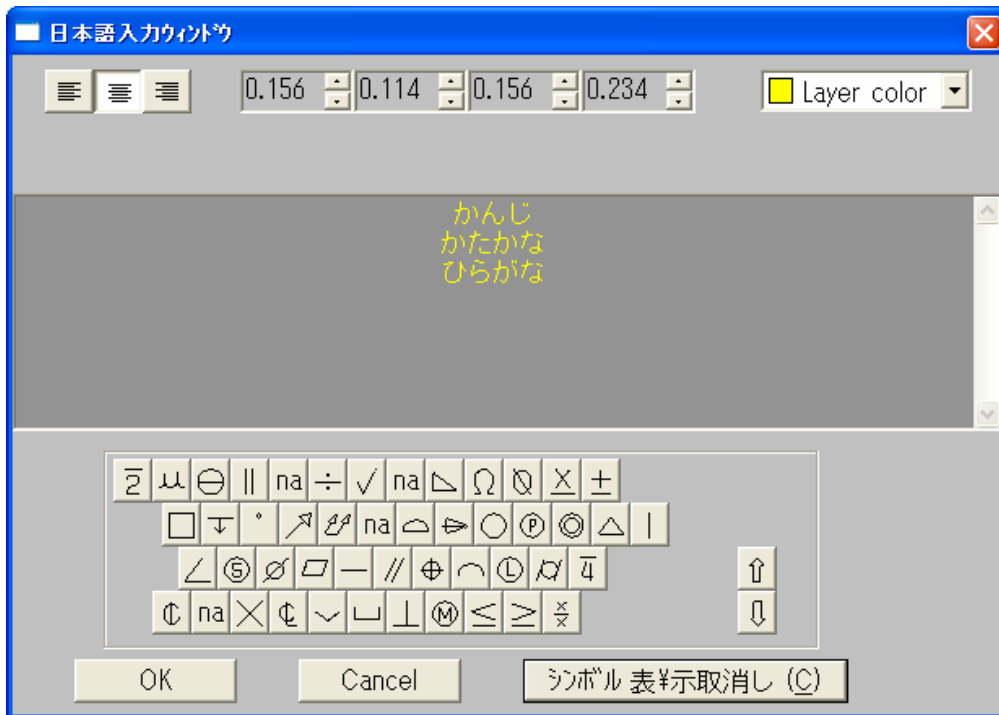 日本語入力ｳｨﾝﾄﾞｳ
0.156 0.114 0.156 0.234 Layer color
かんじ
かたかな
ひらがな
2 μ ⊖ || na ÷ √ na ◺ Ω X ±
□ ° na ⌓ ○ Ⓟ ◎ △ |
∠ Ⓢ ⌀ ▱ — // ⌖ ⌒ Ⓛ ⌭ 4
₵ na ╳ ℄ ⌵ ⌴ ⊥ Ⓜ ≤ ≥ x/x
OK Cancel ｼﾝﾎﾞﾙ 表¥示取消し (C)